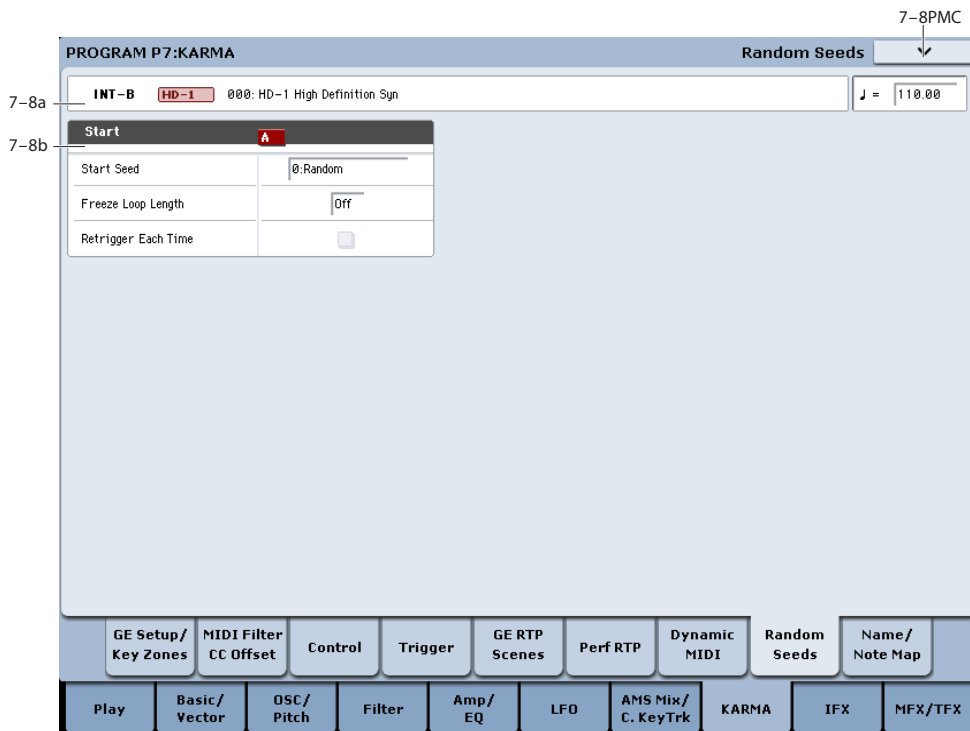 7–8PMC
PROGRAM P7:KARMA Random Seeds
7–8a
INT–B HD–1 000: HD–1 High Definition Syn ♩ = 110.00
7–8b
Start A
Start Seed 0:Random
Freeze Loop Length Off
Retrigger Each Time
GE Setup/ Key Zones
MIDI Filter CC Offset
Control
Trigger
GE RTP Scenes
Perf RTP
Dynamic MIDI
Random Seeds
Name/ Note Map
Play
Basic/ Vector
OSC/ Pitch
Filter
Amp/ EQ
LFO
AMS Mix/ C. KeyTrk
KARMA
IFX
MFX/TFX